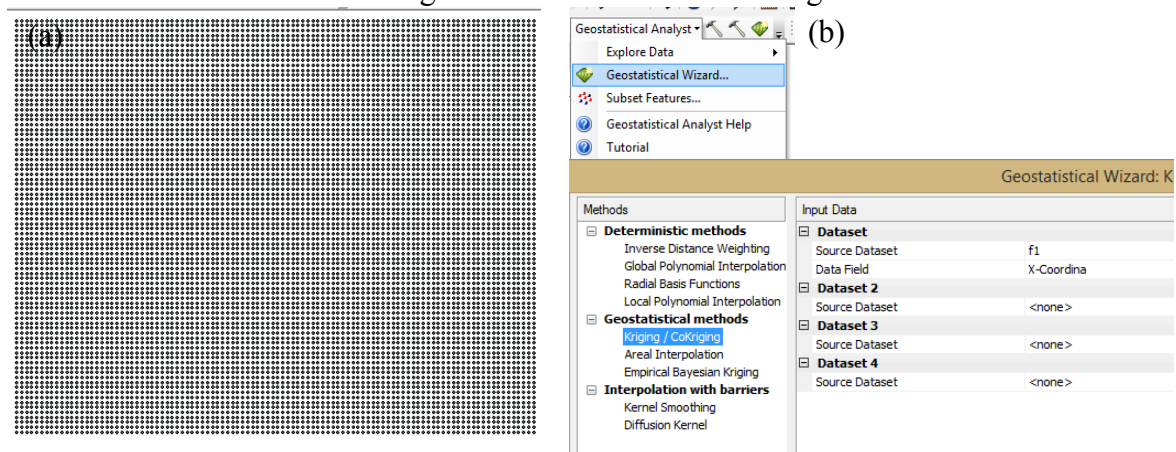 (a)
Geostatistical Analyst
(b)
Explore Data
Geostatistical Wizard...
Subset Features...
Geostatistical Analyst Help
Tutorial
Geostatistical Wizard: K
Methods
Deterministic methods
Inverse Distance Weighting
Global Polynomial Interpolation
Radial Basis Functions
Local Polynomial Interpolation
Geostatistical methods
Kriging / CoKriging
Areal Interpolation
Empirical Bayesian Kriging
Interpolation with barriers
Kernel Smoothing
Diffusion Kernel
Input Data
Dataset
Source Dataset f1
Data Field X-Coordina
Dataset 2
Source Dataset <none>
Dataset 3
Source Dataset <none>
Dataset 4
Source Dataset <none>